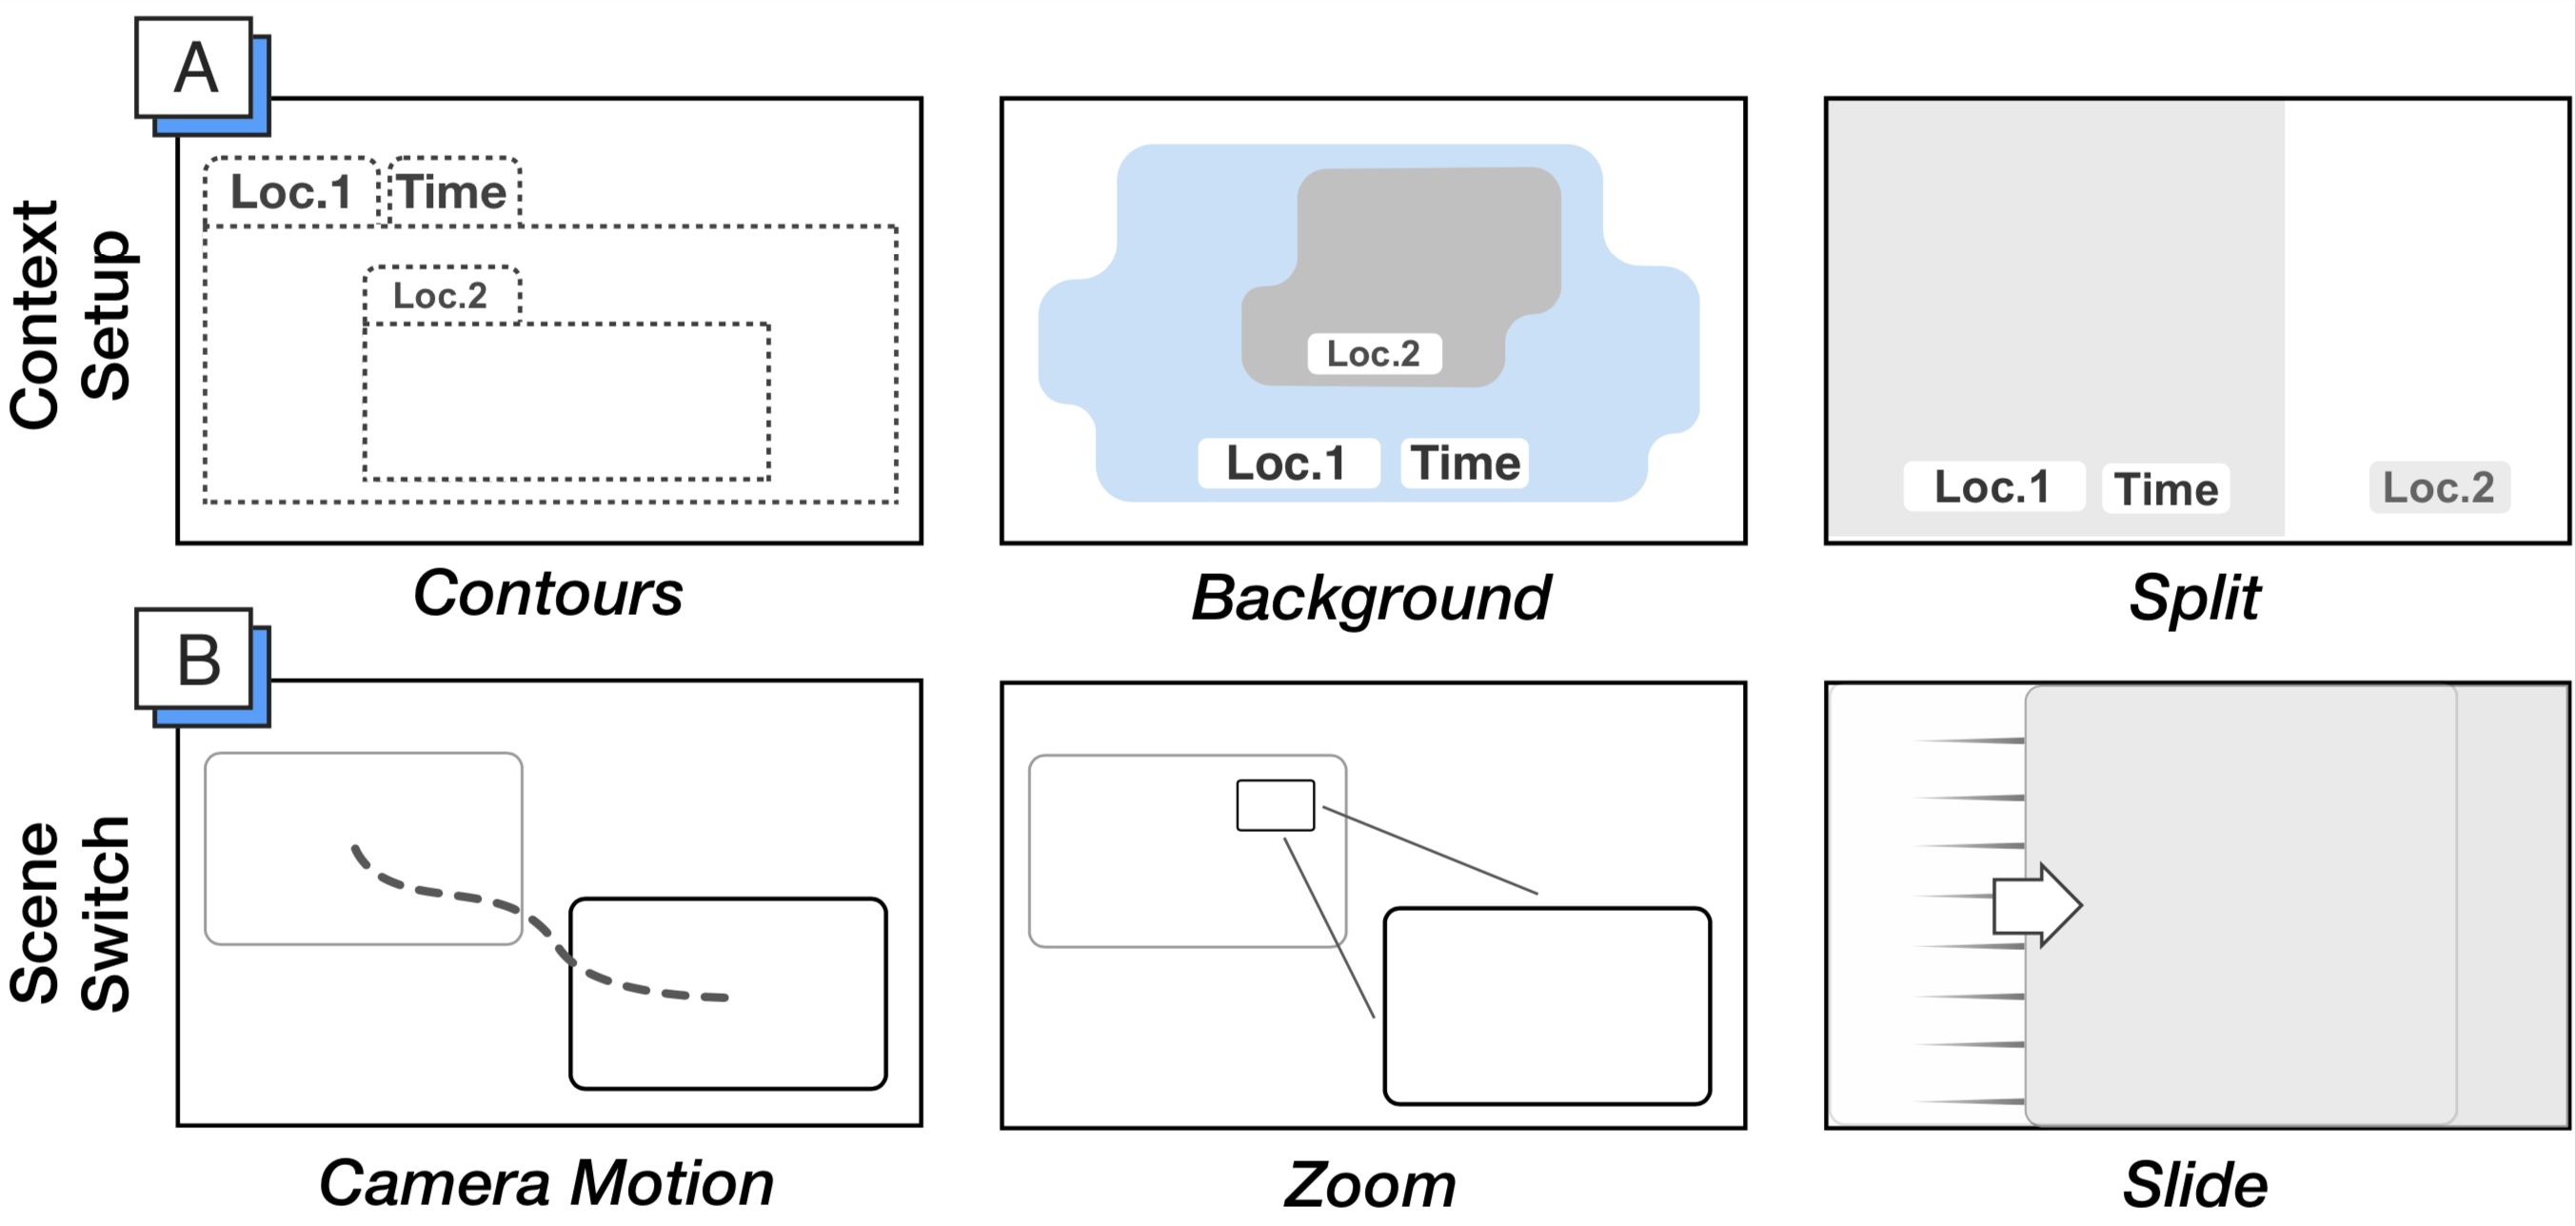 A
Context
Setup
Loc.1 Time
Loc.2
Contours
Loc.2
Loc.1 Time
Background
Loc.1 Time Loc.2
Split
B
Scene
Switch
Camera Motion
Zoom
Slide